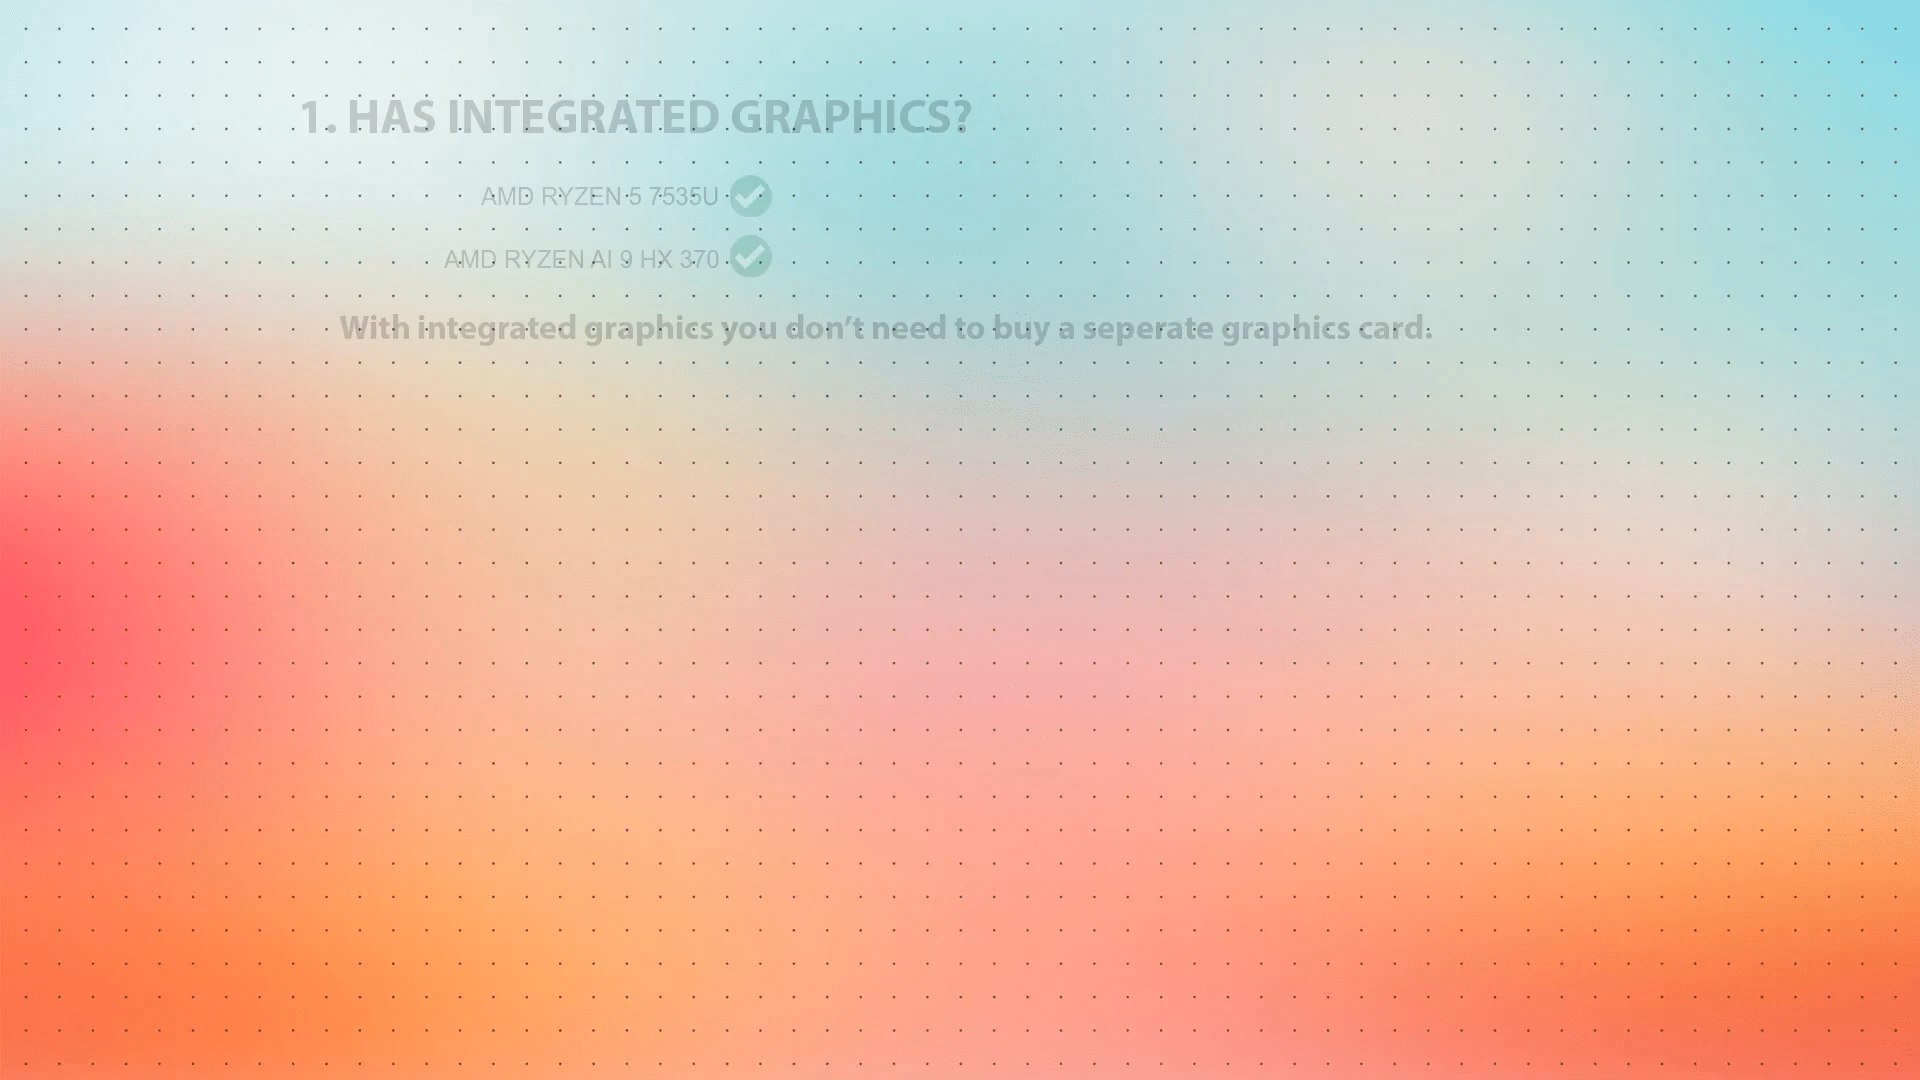 1. HAS INTEGRATED GRAPHICS?
AMD RYZEN 5 7535U
AMD RYZEN AI 9 HX 370
With integrated graphics you don’t need to buy a seperate graphics card.